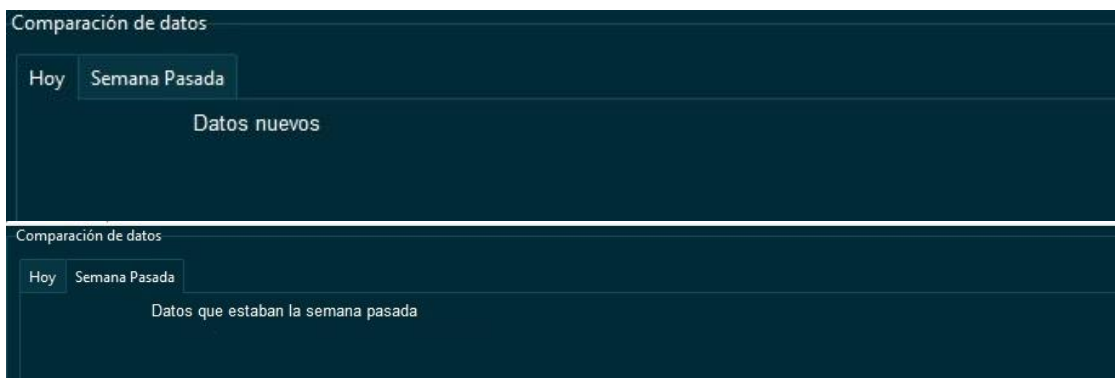 Comparación de datos
Hoy Semana Pasada
Datos nuevos
Comparación de datos
Hoy Semana Pasada
Datos que estaban la semana pasada